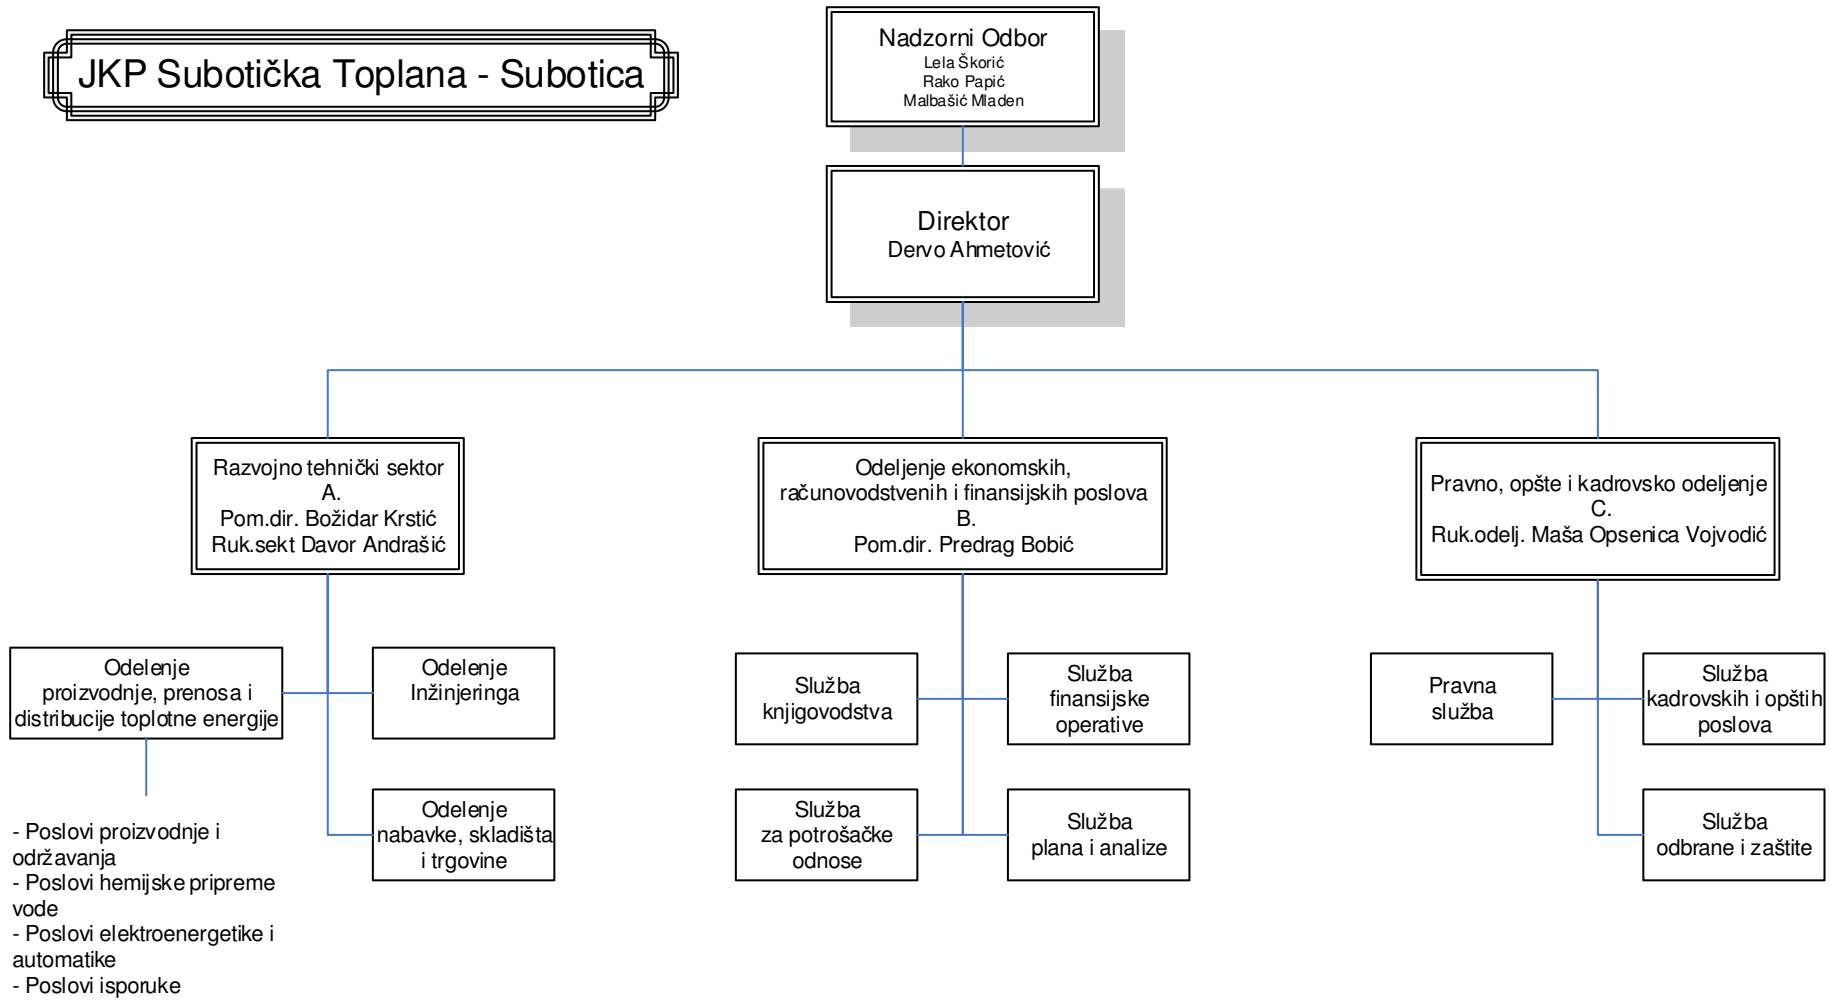 JKP Subotička Toplana - Subotica
Nadzorni Odbor
Lela Škorić
Rako Papić
Malbašić Mladen
Direktor
Dervo Ahmetović
Razvojno tehnički sektor
A.
Pom.dir. Božidar Krstić
Ruk.sekt Davor Andrašić
Odeljenje ekonomskih,
računovodstvenih i finansijskih poslova
B.
Pom.dir. Predrag Bobić
Pravno, opšte i kadrovsko odeljenje
C.
Ruk.odelj. Maša Opsenica Vojvodić
Odelenje
proizvodnje, prenosa i
distribucije toplotne energije
Odelenje
Inžinjeringa
Služba
knjigovodstva
Služba
finansijske
operative
Pravna
služba
Služba
kadrovskih i opštih
poslova
Odelenje
nabavke, skladišta
i trgovine
Služba
za potrošačke
odnose
Služba
plana i analize
Služba
odbrane i zaštite
- Poslovi proizvodnje i
održavanja
- Poslovi hemijske pripreme
vode
- Poslovi elektroenergetike i
automatike
- Poslovi isporuke